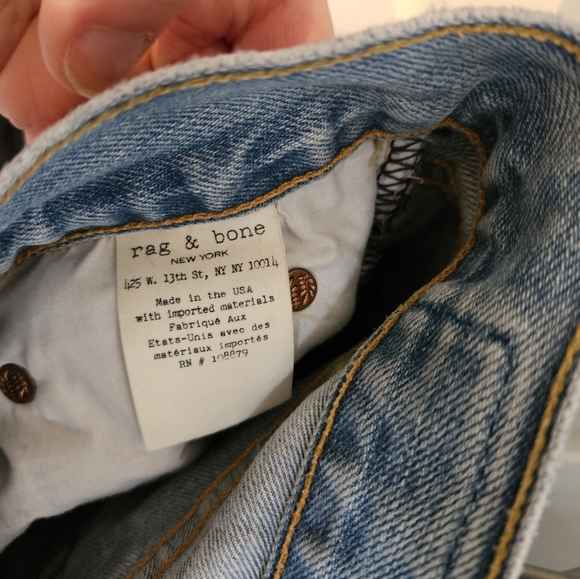 rag & bone
NEW YORK
425 W. 13th St, NY NY 10014
Made in the USA
with imported materials
Fabriqué Aux
Etats-Unis avec des
matériaux importés
RN # 108879